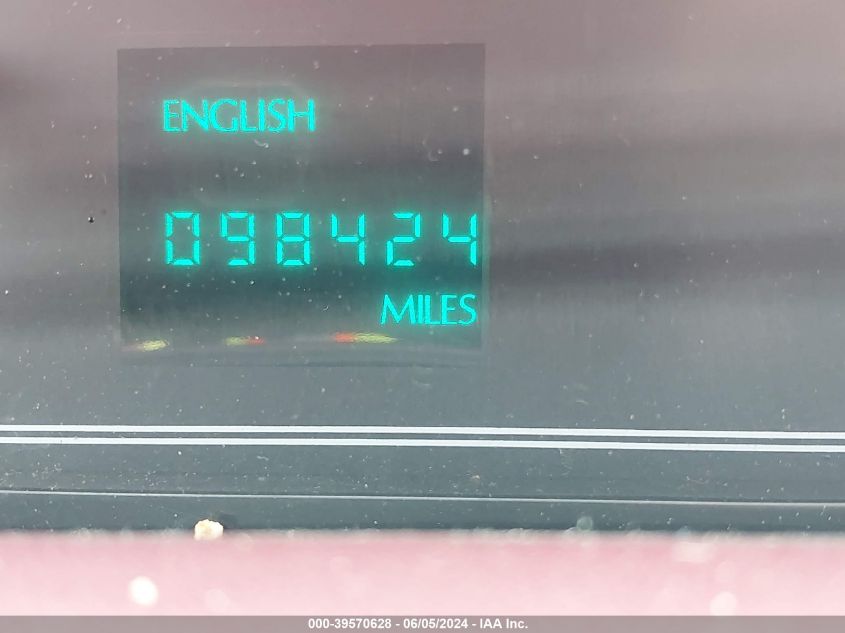 ENGLISH
098424
MILES
000-39570628 - 06/05/2024 - IAA Inc.